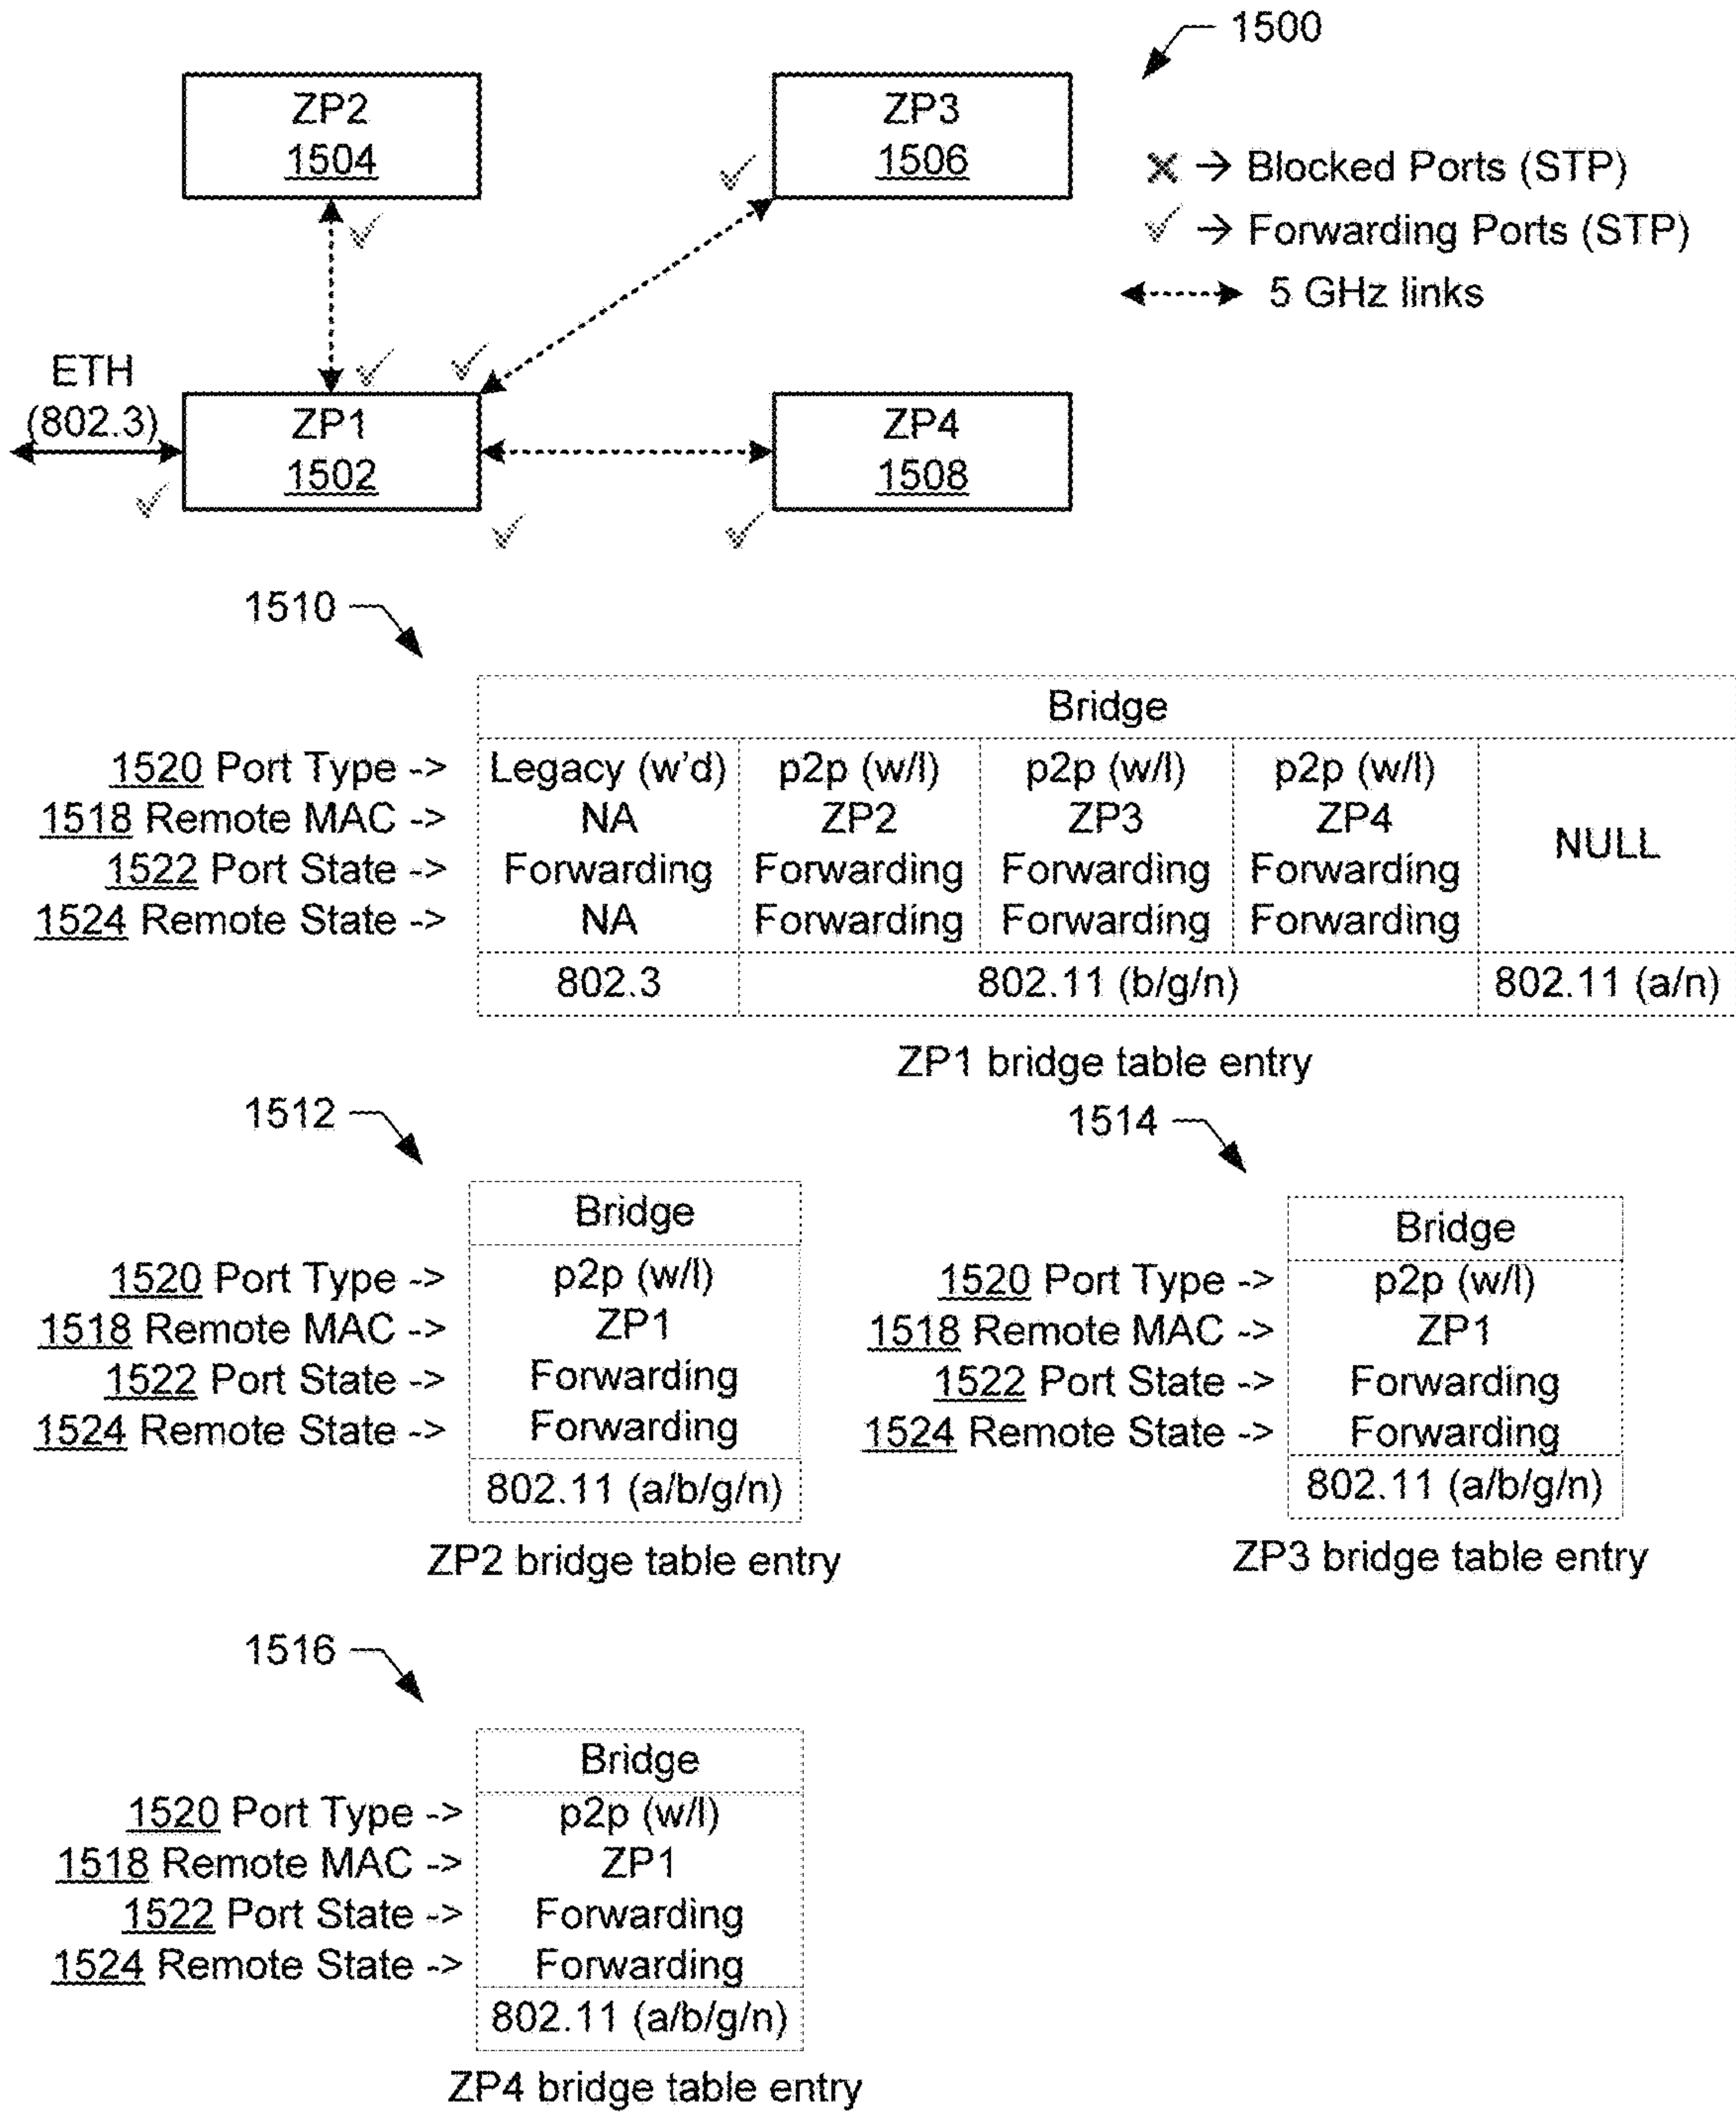 1500
ZP2
1504
ZP3
1506
× → Blocked Ports (STP)
✓ → Forwarding Ports (STP)
5 GHz links
ETH
(802.3)
ZP1
1502
ZP4
1508
1510
Bridge
1520 Port Type -> Legacy (w'd) p2p (w/l) p2p (w/l) p2p (w/l)
1518 Remote MAC -> NA ZP2 ZP3 ZP4
NULL
1522 Port State -> Forwarding Forwarding Forwarding Forwarding
1524 Remote State -> NA Forwarding Forwarding Forwarding
802.3 802.11 (b/g/n) 802.11 (a/n)
ZP1 bridge table entry
1512
Bridge
1520 Port Type -> p2p (w/l)
1518 Remote MAC -> ZP1
1522 Port State -> Forwarding
1524 Remote State -> Forwarding
802.11 (a/b/g/n)
ZP2 bridge table entry
1514
Bridge
1520 Port Type -> p2p (w/l)
1518 Remote MAC -> ZP1
1522 Port State -> Forwarding
1524 Remote State -> Forwarding
802.11 (a/b/g/n)
ZP3 bridge table entry
1516
Bridge
1520 Port Type -> p2p (w/l)
1518 Remote MAC -> ZP1
1522 Port State -> Forwarding
1524 Remote State -> Forwarding
802.11 (a/b/g/n)
ZP4 bridge table entry